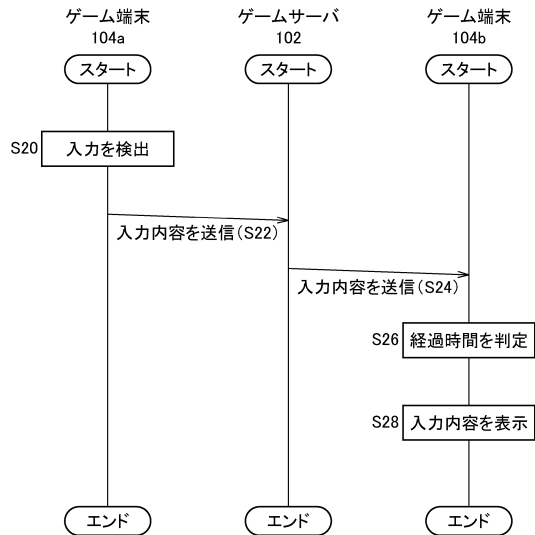 ゲーム端末
104a
ゲームサーバ
102
ゲーム端末
104b
スタート
スタート
スタート
S20
入力を検出
入力内容を送信(S22)
入力内容を送信(S24)
S26
経過時間を判定
S28
入力内容を表示
エンド
エンド
エンド